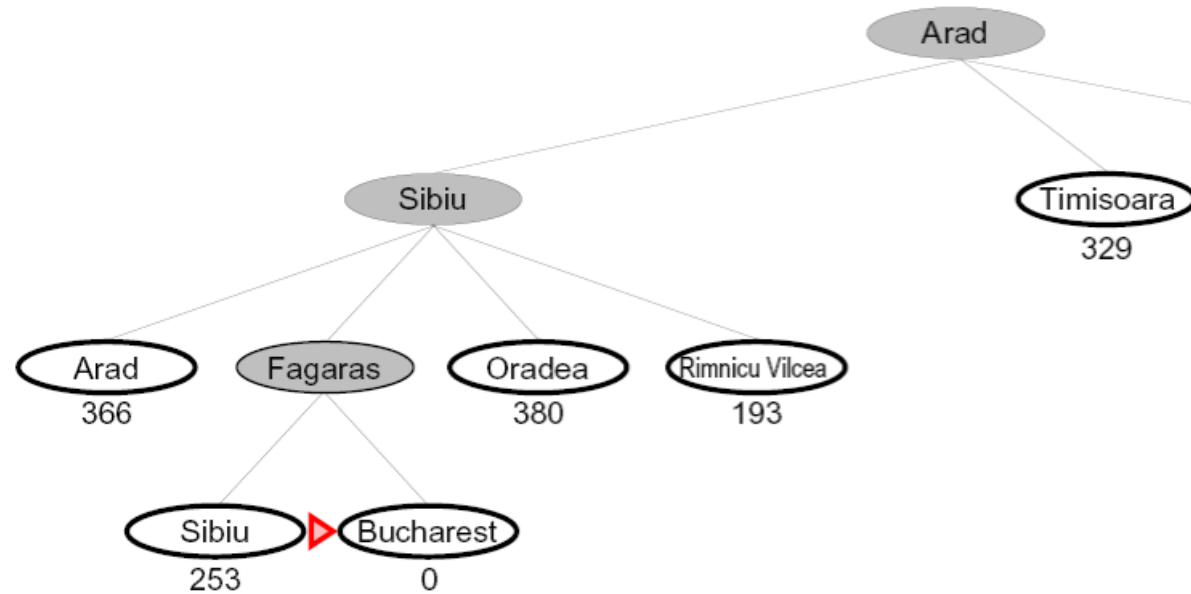 Arad
Sibiu
Timisoara
329
Arad
Fagaras
Oradea
Rimnicu Vilcea
366
380
193
Sibiu
Bucharest
253
0